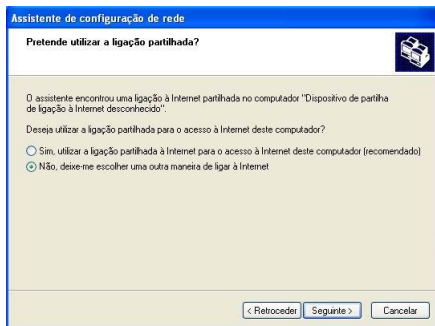 Assistente de configuração de rede
Pretende utilizar a ligação partilhada?
O assistente encontrou uma ligação à Internet partilhada no computador "Dispositivo de partilha
de ligação à Internet desconhecido".
Deseja utilizar a ligação partilhada para o acesso à Internet deste computador?
Sim, utilizar a ligação partilhada à Internet para o acesso à Internet deste computador (recomendado)
Não, deixe-me escolher uma outra maneira de ligar à Internet
< Retroceder Seguinte > Cancelar